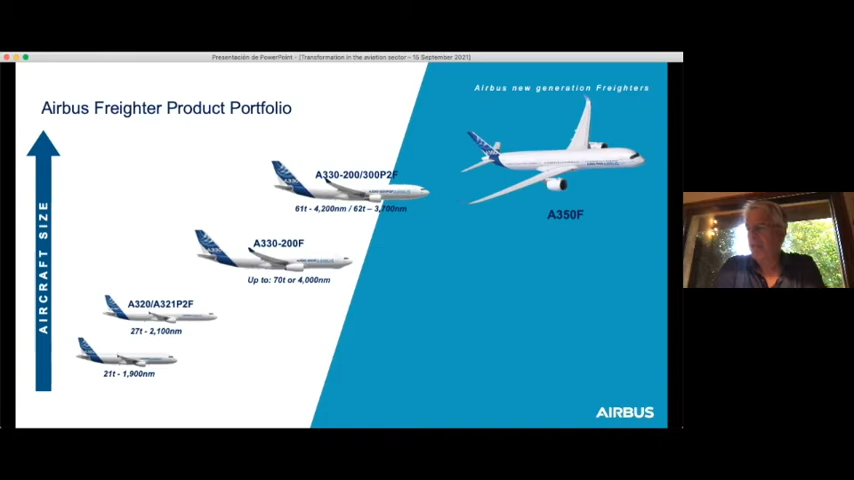 Presentación de PowerPoint - [Transformation in the aviation sector – 15 September 2021]
Airbus new generation Freighters
Airbus Freighter Product Portfolio
AIRCRAFT SIZE
A330-200/300P2F
61t - 4,200nm / 62t – 3,700nm
A350F
A330-200F
Up to: 70t or 4,000nm
A320/A321P2F
27t - 2,100nm
21t - 1,900nm
AIRBUS